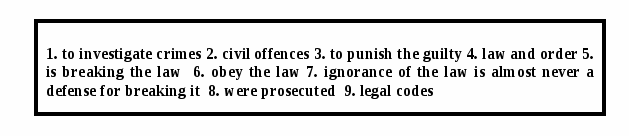 1. to investigate crimes 2. civil offences 3. to punish the guilty 4. law and order 5.
is breaking the law 6. obey the law 7. ignorance of the law is almost never a
defense for breaking it 8. were prosecuted 9. legal codes